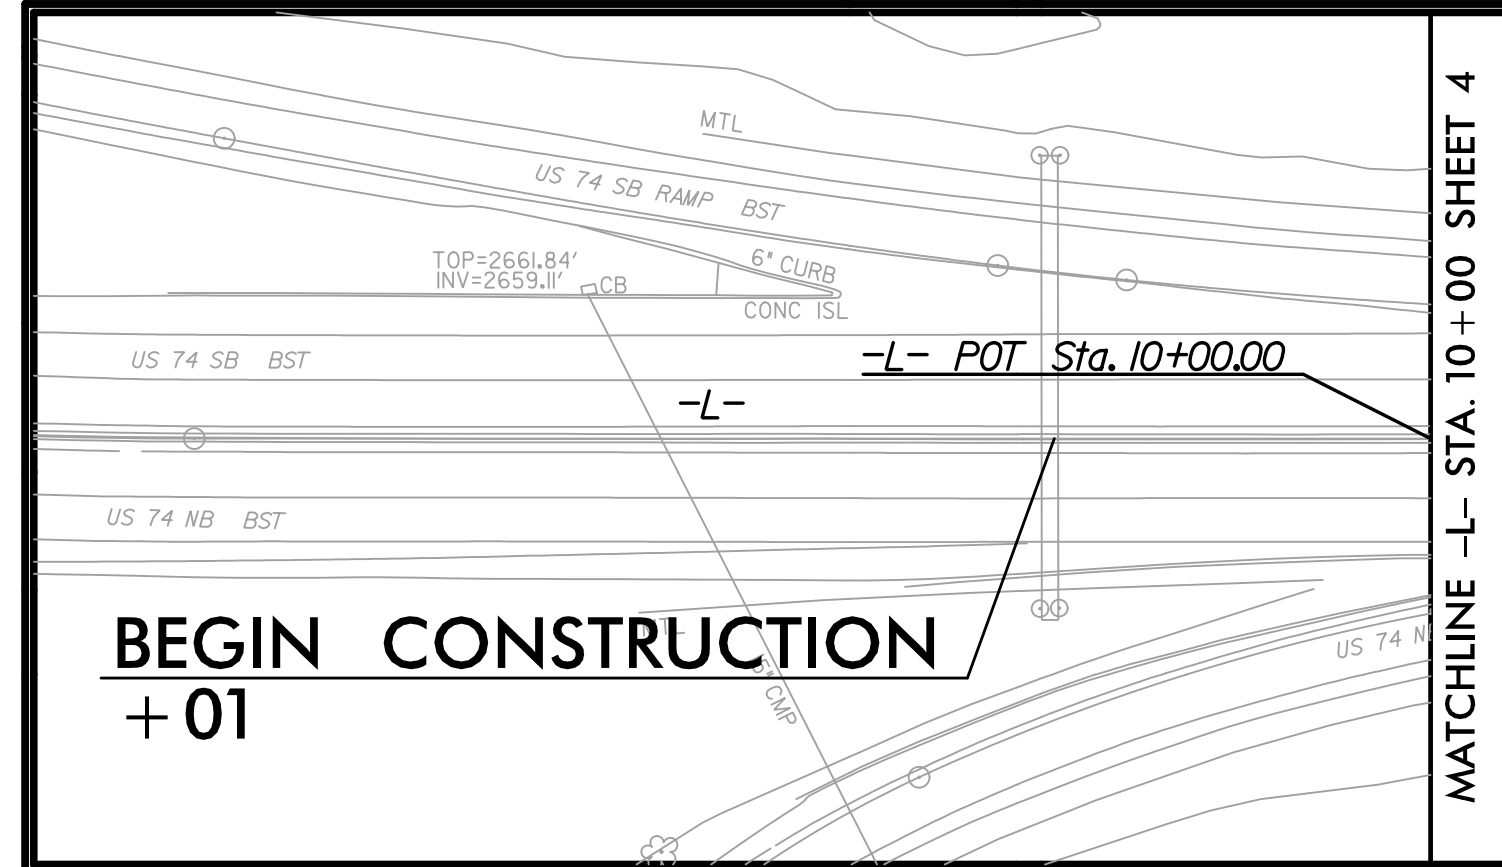 MTL
US 74 SB RAMP BST
TOP=2661.84'
INV=2659.11'
CB
6" CURB
CONC ISL
US 74 SB BST
-L- POT Sta. 10+00.00
-L-
US 74 NB BST
BEGIN CONSTRUCTION
+01
MTL
15" CMP
US 74
MATCHLINE -L- STA. 10+00 SHEET 4